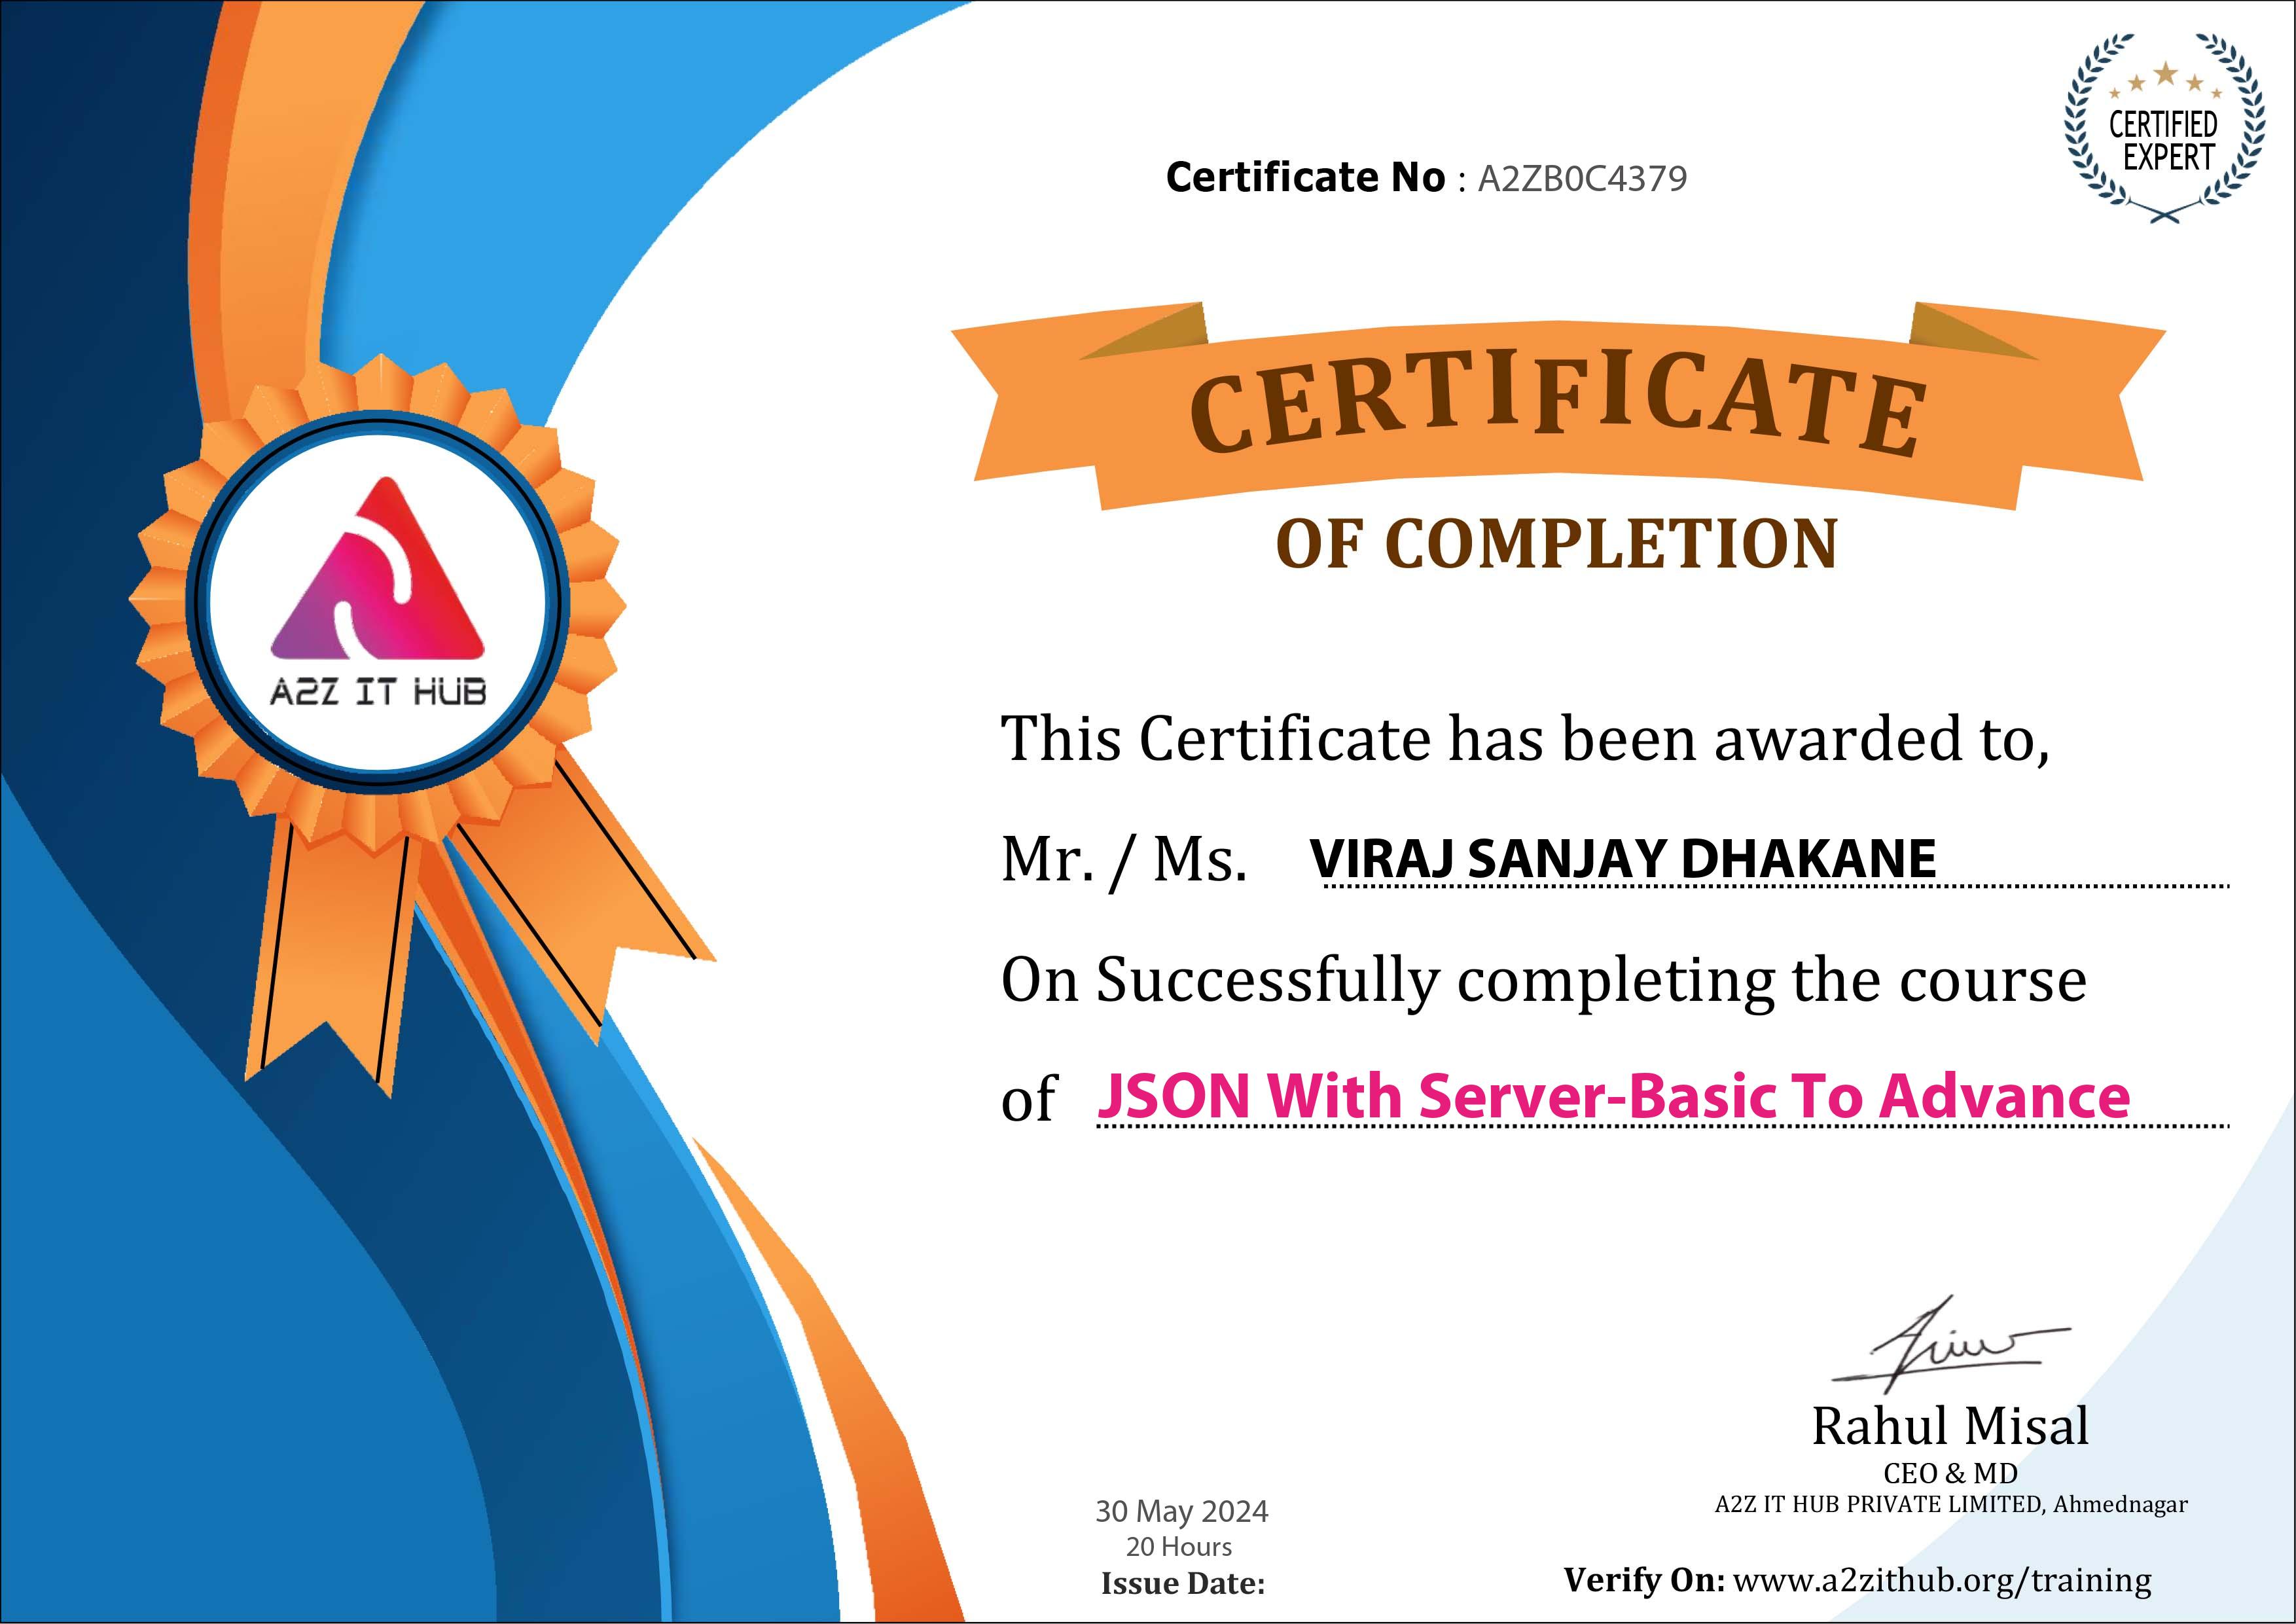 CERTIFIED
EXPERT
Certificate No : A2ZB0C4379
CERTIFICATE
OF COMPLETION
A2Z IT HUB
This Certificate has been awarded to,
Mr. / Ms. VIRAJ SANJAY DHAKANE
On Successfully completing the course
of JSON With Server-Basic To Advance
Rahul Misal
CEO & MD
A2Z IT HUB PRIVATE LIMITED, Ahmednagar
30 May 2024
20 Hours
Issue Date:
Verify On: www.a2zithub.org/training